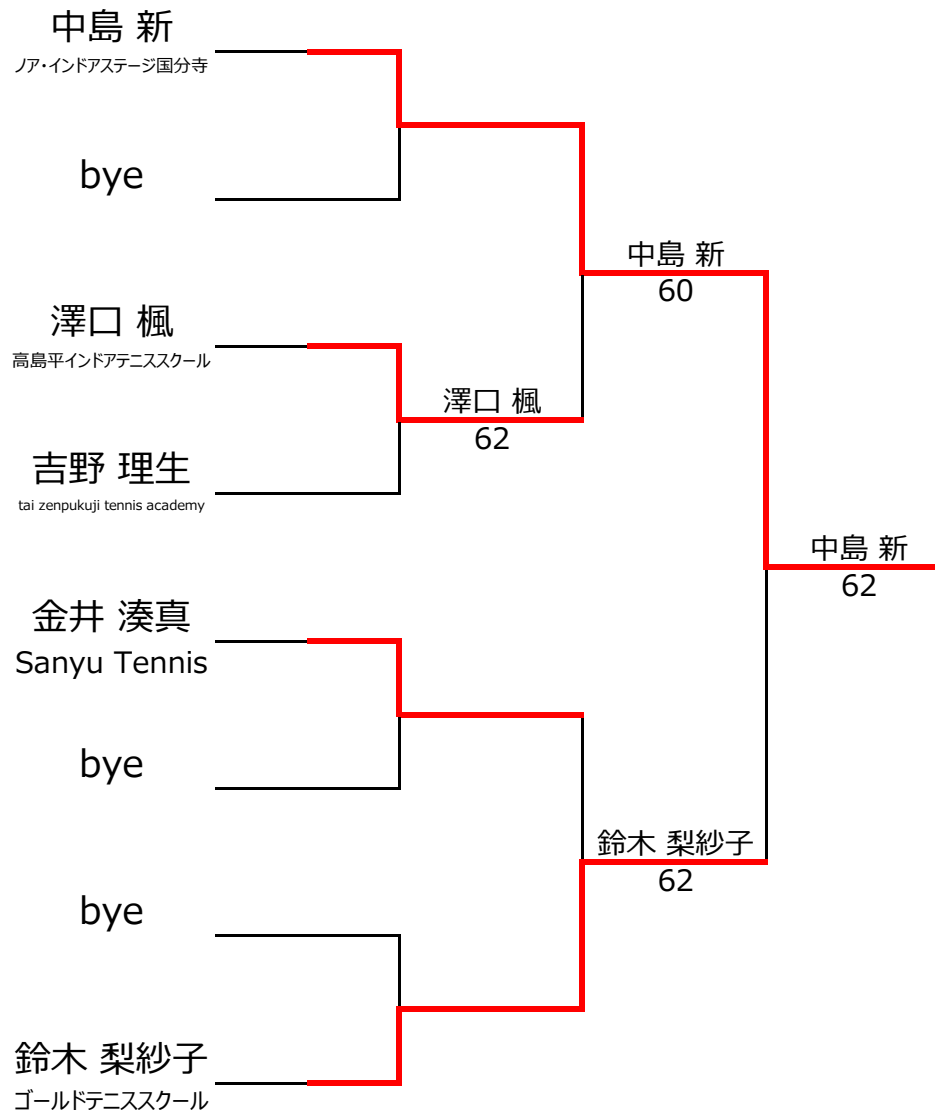 中島 新
ノア・インドアステージ国分寺
bye
中島 新
60
澤口 楓
高島平インドアテニススクール
澤口 楓
62
吉野 理生
tai zenpukuji tennis academy
中島 新
62
金井 湊真
Sanyu Tennis
bye
鈴木 梨紗子
62
bye
鈴木 梨紗子
ゴールドテニススクール